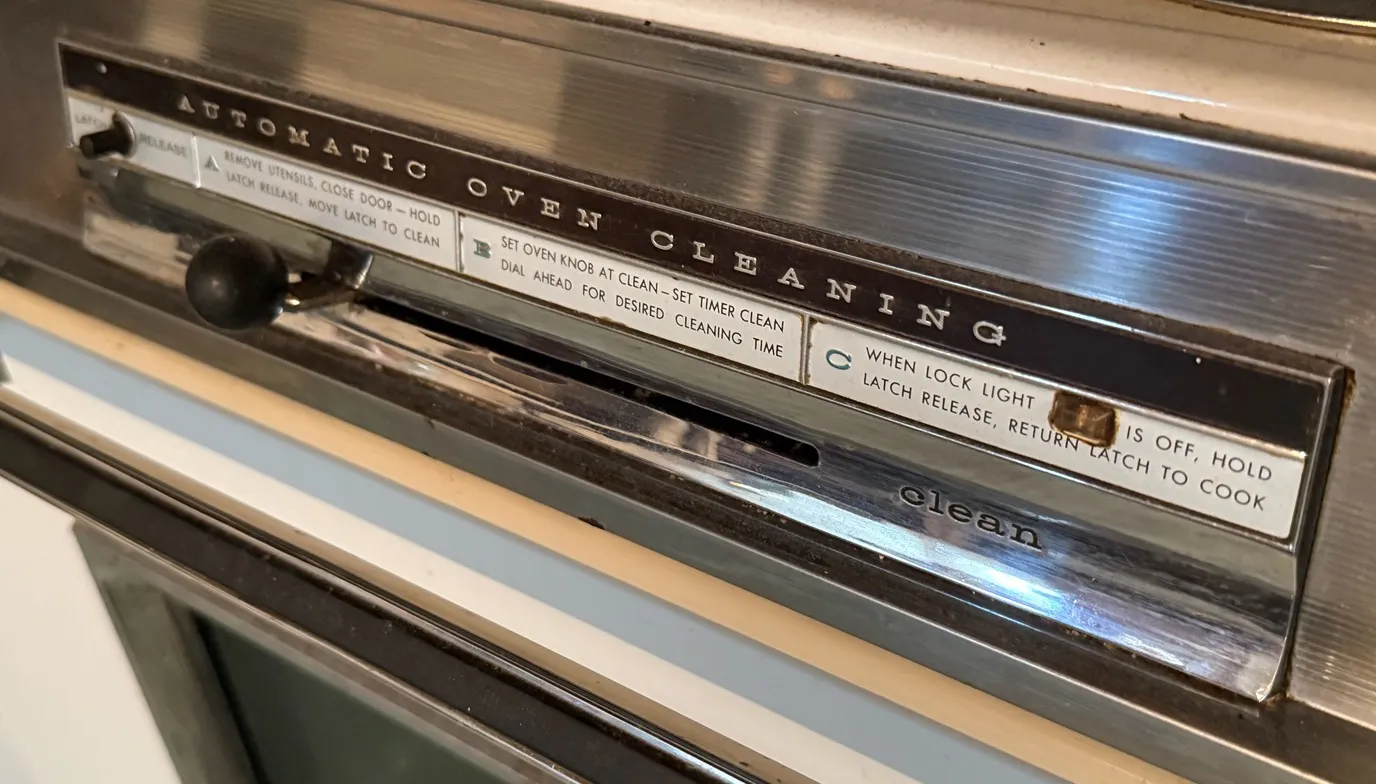 AUTOMATIC OVEN CLEANING
LATCH RELEASE
A REMOVE UTENSILS, CLOSE DOOR – HOLD
LATCH RELEASE, MOVE LATCH TO CLEAN
B SET OVEN KNOB AT CLEAN – SET TIMER CLEAN
DIAL AHEAD FOR DESIRED CLEANING TIME
C WHEN LOCK LIGHT IS OFF, HOLD
LATCH RELEASE, RETURN LATCH TO COOK
clean